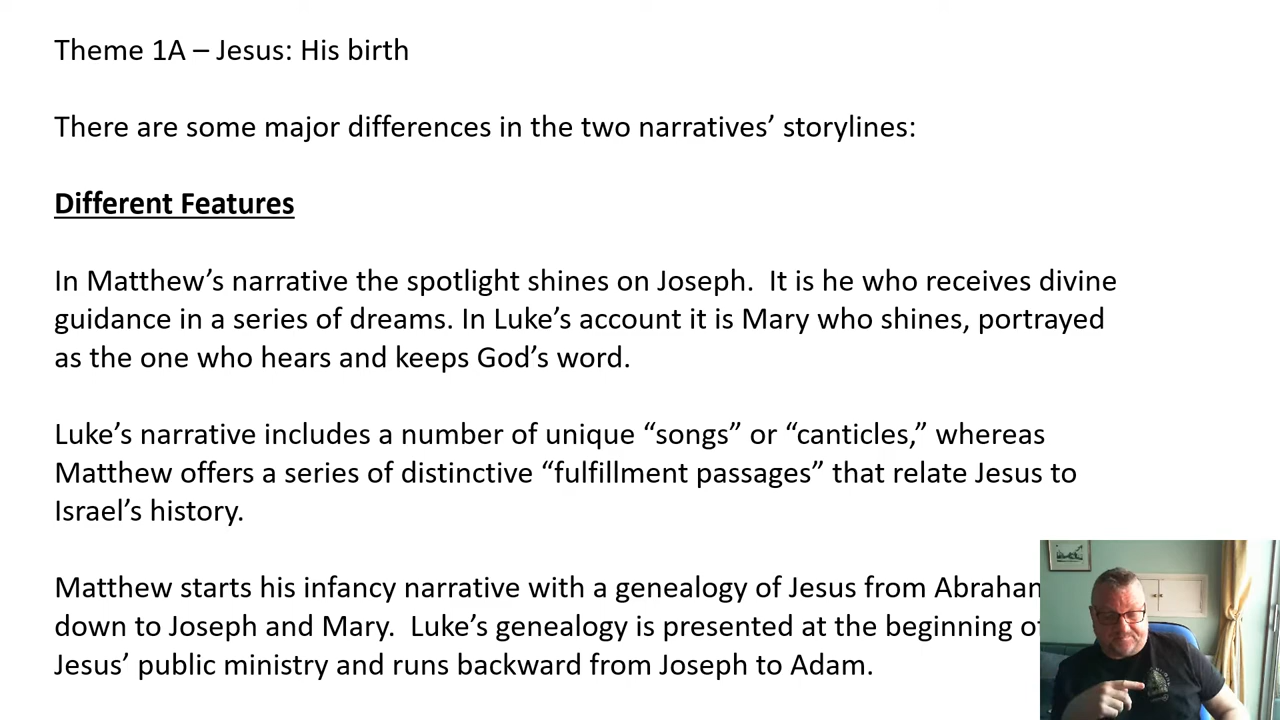 Theme 1A – Jesus: His birth
There are some major differences in the two narratives’ storylines:
Different Features
In Matthew’s narrative the spotlight shines on Joseph.  It is he who receives divine
guidance in a series of dreams. In Luke’s account it is Mary who shines, portrayed
as the one who hears and keeps God’s word.
Luke’s narrative includes a number of unique “songs” or “canticles,” whereas
Matthew offers a series of distinctive “fulfillment passages” that relate Jesus to
Israel’s history.
Matthew starts his infancy narrative with a genealogy of Jesus from Abraham
down to Joseph and Mary.  Luke’s genealogy is presented at the beginning of
Jesus’ public ministry and runs backward from Joseph to Adam.